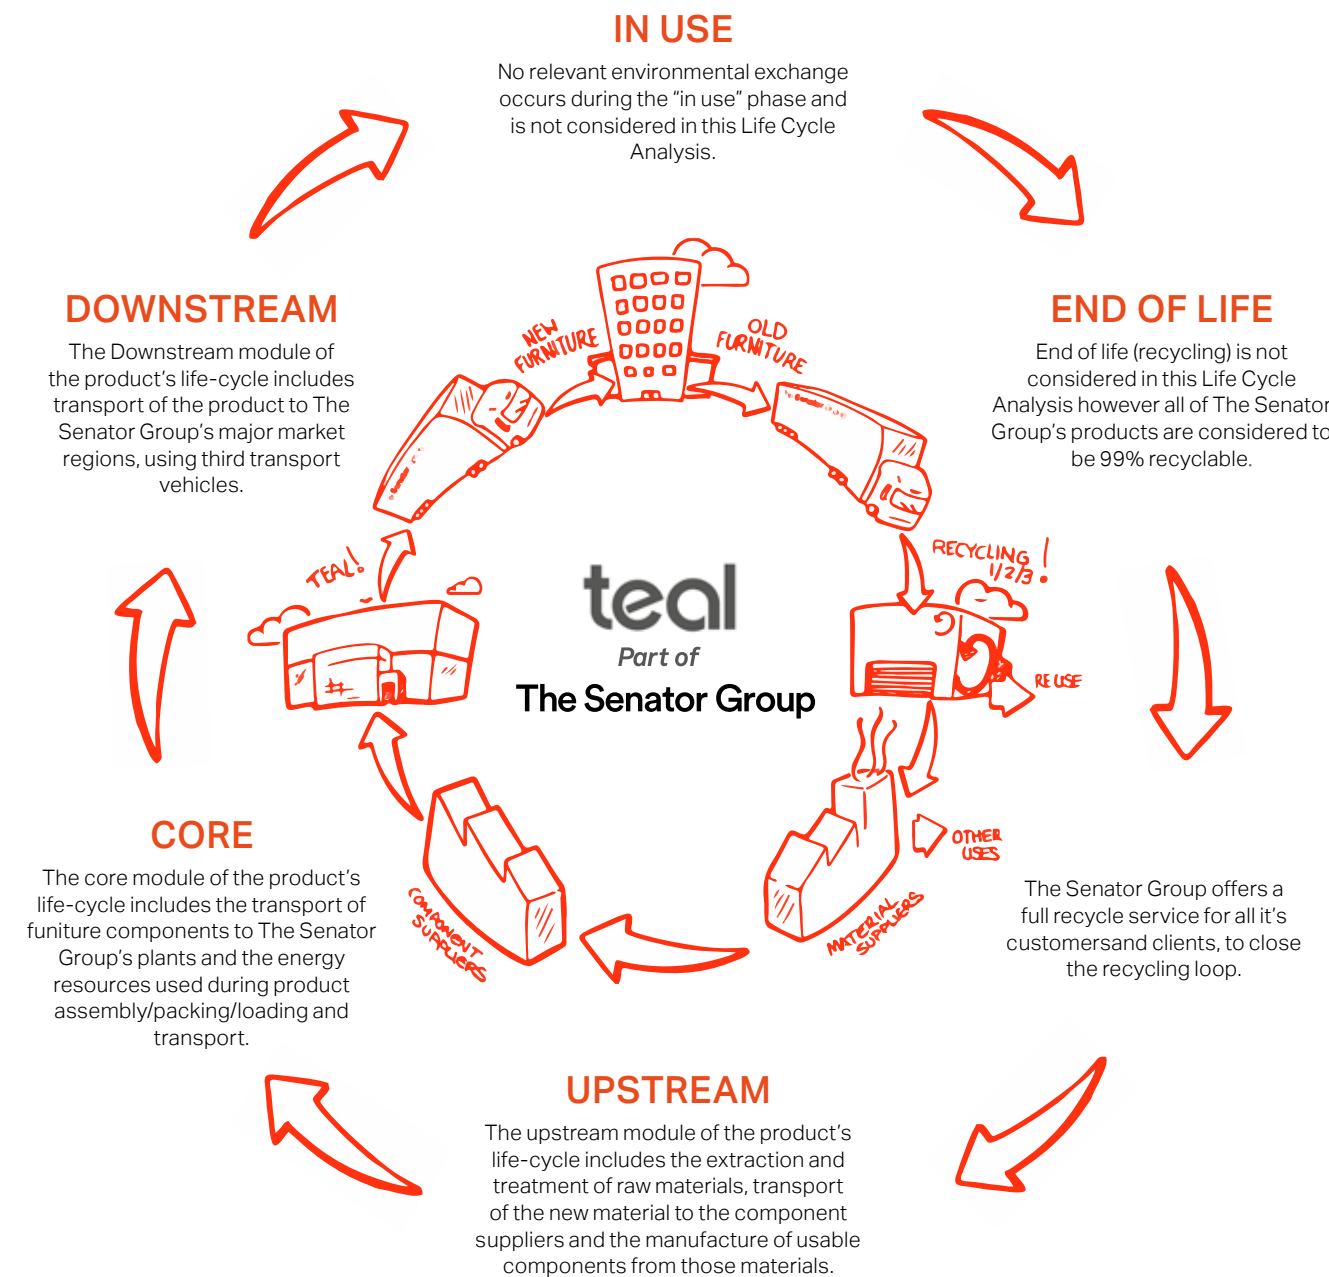 IN USE
No relevant environmental exchange
occurs during the “in use” phase and
is not considered in this Life Cycle
Analysis.
DOWNSTREAM
The Downstream module of
the product’s life-cycle includes
transport of the product to The
Senator Group’s major market
regions, using third transport
vehicles.
END OF LIFE
End of life (recycling) is not
considered in this Life Cycle
Analysis however all of The Senator
Group’s products are considered to
be 99% recyclable.
NEW
FURNITURE
OLD
FURNITURE
Senator
Senator
TEAL!
RECYCLING
1/2/3!
teal
Part of
The Senator Group
RE USE
OTHER
USES
MATERIAL
SUPPLIERS
COMPONENT
SUPPLIERS
CORE
The core module of the product’s
life-cycle includes the transport of
funiture components to The Senator
Group’s plants and the energy
resources used during product
assembly/packing/loading and
transport.
The Senator Group offers a
full recycle service for all it’s
customersand clients, to close
the recycling loop.
UPSTREAM
The upstream module of the product’s
life-cycle includes the extraction and
treatment of raw materials, transport
of the new material to the component
suppliers and the manufacture of usable
components from those materials.